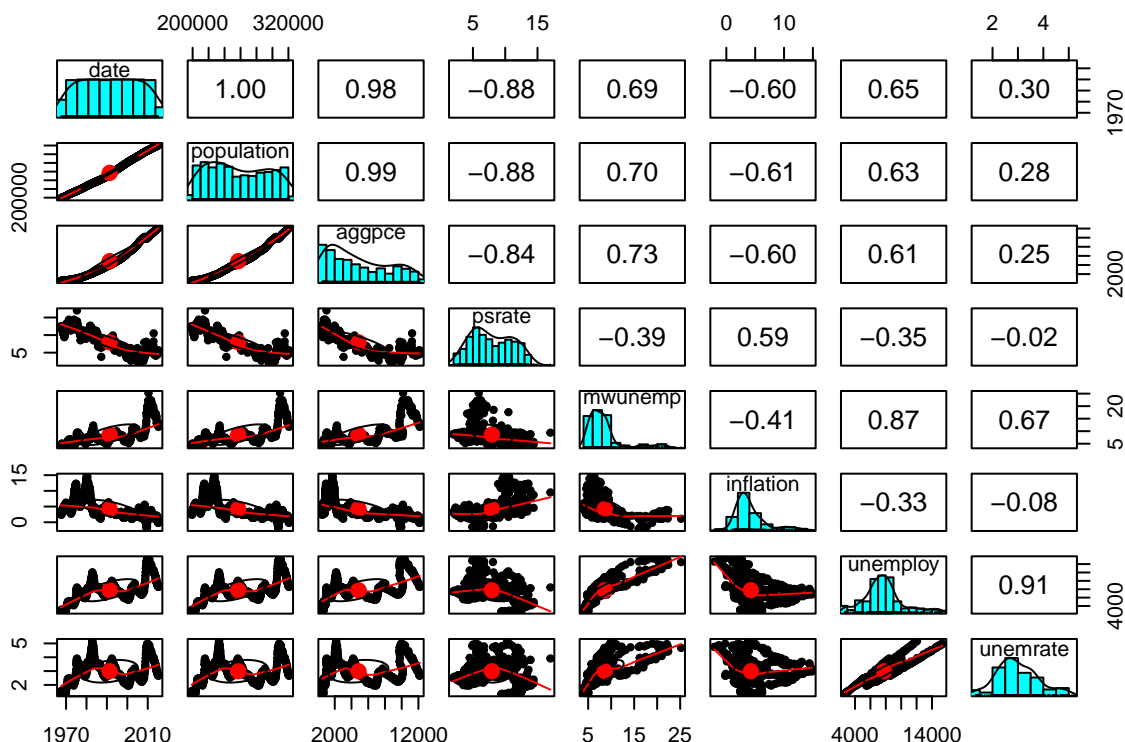 200000 320000 5 15 0 10 2 4
date 1.00 0.98 −0.88 0.69 −0.60 0.65 0.30 1970
200000 population 0.99 −0.88 0.70 −0.61 0.63 0.28
aggpce −0.84 0.73 −0.60 0.61 0.25 2000
5 psrate −0.39 0.59 −0.35 −0.02
mwunemp −0.41 0.87 0.67 5 20
0 15 inflation −0.33 −0.08
unemploy 0.91 4000
2 5 unemrate
1970 2010 2000 12000 5 15 25 4000 14000